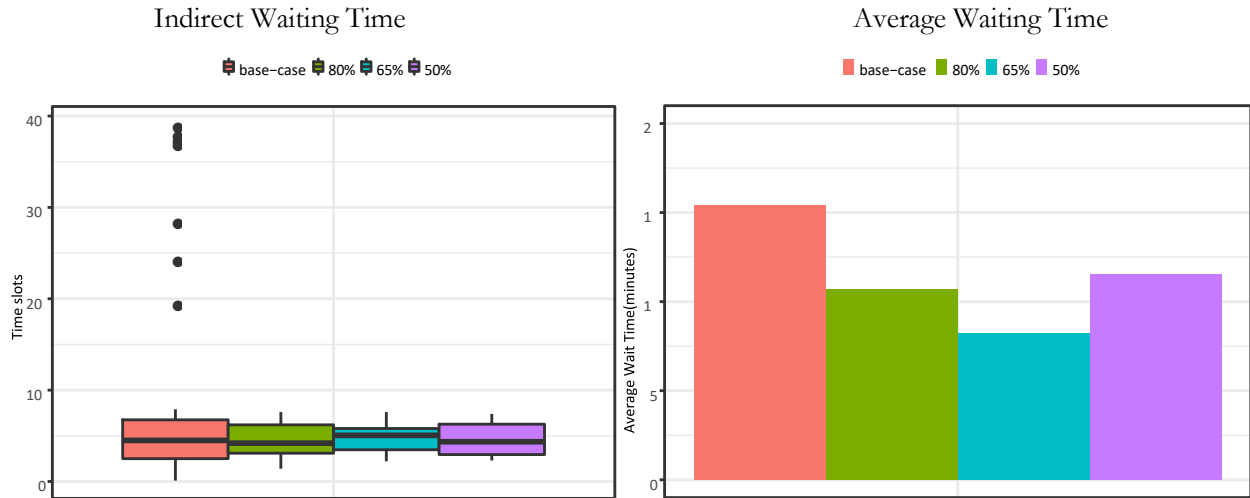 Indirect Waiting Time
base-case 80% 65% 50%
40
30
20
10
0
Time slots
Average Waiting Time
base-case 80% 65% 50%
2
1
1
5
0
Average Wait Time(minutes)